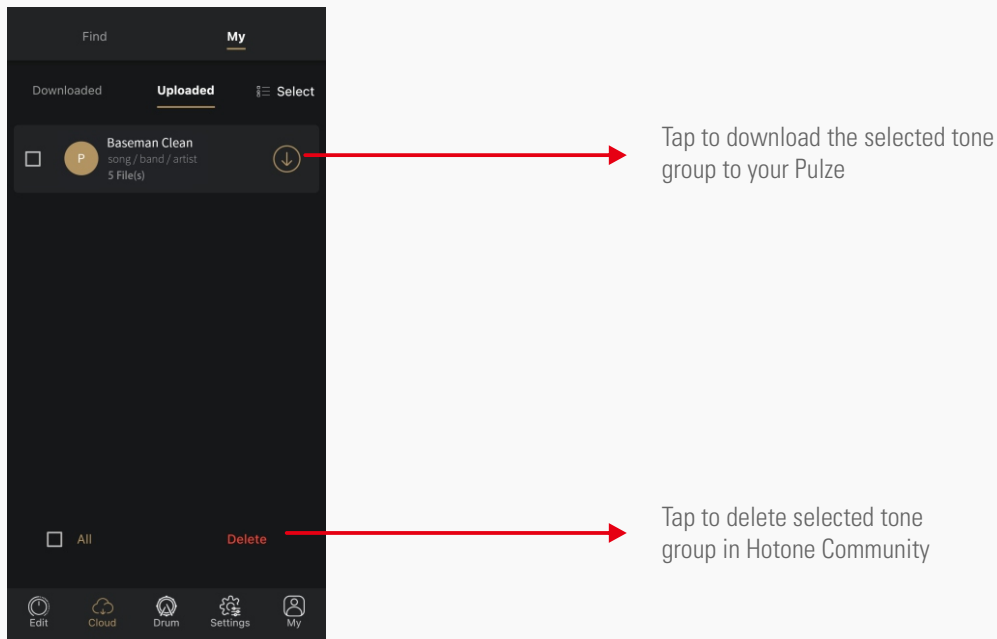 Find
My
Downloaded
Uploaded
Select
P
Baseman Clean
song / band / artist
5 File(s)
Tap to download the selected tone
group to your Pulze
All
Delete
Tap to delete selected tone
group in Hotone Community
Edit
Cloud
Drum
Settings
My